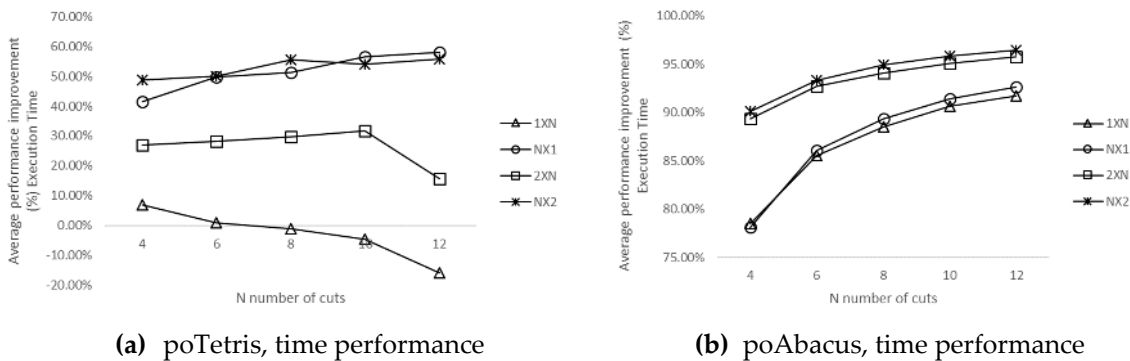 70.00%
60.00%
50.00%
40.00%
30.00%
20.00%
10.00%
0.00%
-10.00%
-20.00%
Average performance improvement
(%) Execution Time
4 6 8 10 12
N number of cuts
1XN
NX1
2XN
NX2
(a) poTetris, time performance
100.00%
95.00%
90.00%
85.00%
80.00%
75.00%
Average performance improvement (%)
Execution Time
4 6 8 10 12
N number of cuts
1XN
NX1
2XN
NX2
(b) poAbacus, time performance